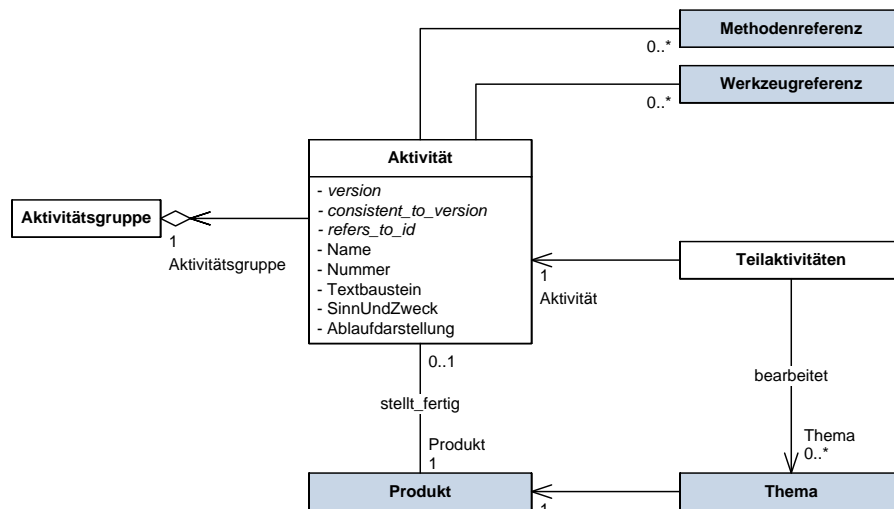 Methodenreferenz
0..*
Werkzeugreferenz
0..*
Aktivität
- version
- consistent_to_version
- refers_to_id
- Name
- Nummer
- Textbaustein
- SinnUndZweck
- Ablaufdarstellung
Aktivitätsgruppe
1
Aktivitätsgruppe
Teilaktivitäten
1
Aktivität
0..1
stellt_fertig
Produkt
1
bearbeitet
Thema
0..*
Produkt
1
Thema